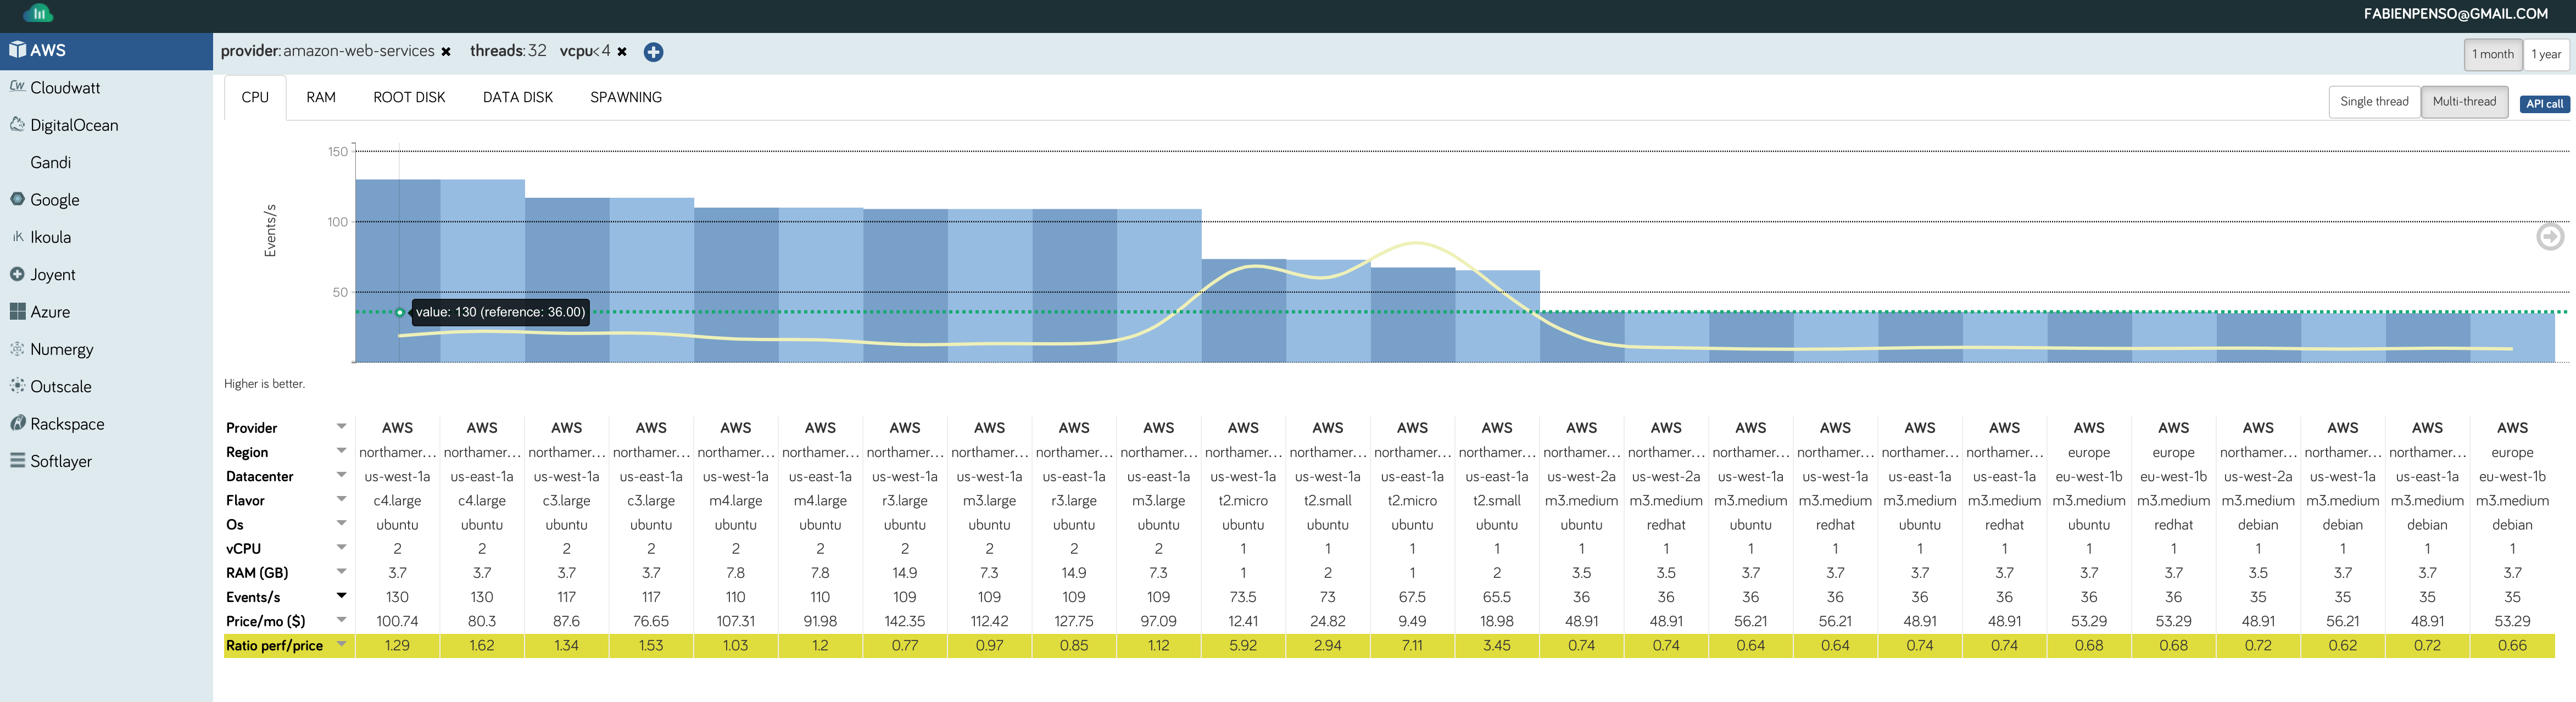 FABIENPENSO@GMAIL.COM
AWS
Cloudwatt
DigitalOcean
Gandi
Google
Ikoula
Joyent
Azure
Numergy
Outscale
Rackspace
Softlayer
provider:amazon-web-services × threads:32 vcpu<4 ×
1 month 1 year
CPU RAM ROOT DISK DATA DISK SPAWNING
Single thread Multi-thread API call
150
100
50
Events/s
value: 130 (reference: 36.00)
Higher is better.
Provider AWS AWS AWS AWS AWS AWS AWS AWS AWS AWS AWS AWS AWS AWS AWS AWS AWS AWS AWS AWS AWS AWS AWS AWS AWS AWS
Region northamer... northamer... northamer... northamer... northamer... northamer... northamer... northamer... northamer... northamer... northamer... northamer... northamer... northamer... northamer... northamer... northamer... northamer... northamer... northamer... europe europe northamer... northamer... northamer... europe
Datacenter us-west-1a us-east-1a us-west-1a us-east-1a us-west-1a us-east-1a us-west-1a us-west-1a us-east-1a us-east-1a us-west-1a us-west-1a us-east-1a us-east-1a us-west-2a us-west-2a us-west-1a us-west-1a us-east-1a us-east-1a eu-west-1b eu-west-1b us-west-2a us-west-1a us-east-1a eu-west-1b
Flavor c4.large c4.large c3.large c3.large m4.large m4.large r3.large m3.large r3.large m3.large t2.micro t2.small t2.micro t2.small m3.medium m3.medium m3.medium m3.medium m3.medium m3.medium m3.medium m3.medium m3.medium m3.medium m3.medium m3.medium
Os ubuntu ubuntu ubuntu ubuntu ubuntu ubuntu ubuntu ubuntu ubuntu ubuntu ubuntu ubuntu ubuntu ubuntu ubuntu redhat ubuntu redhat ubuntu redhat ubuntu redhat debian debian debian debian
vCPU 2 2 2 2 2 2 2 2 2 2 1 1 1 1 1 1 1 1 1 1 1 1 1 1 1 1
RAM (GB) 3.7 3.7 3.7 3.7 7.8 7.8 14.9 7.3 14.9 7.3 1 2 1 2 3.5 3.5 3.7 3.7 3.7 3.7 3.7 3.7 3.5 3.7 3.7 3.7
Events/s 130 130 117 117 110 110 109 109 109 109 73.5 73 67.5 65.5 36 36 36 36 36 36 36 36 35 35 35 35
Price/mo ($) 100.74 80.3 87.6 76.65 107.31 91.98 142.35 112.42 127.75 97.09 12.41 24.82 9.49 18.98 48.91 48.91 56.21 56.21 48.91 48.91 53.29 53.29 48.91 56.21 48.91 53.29
Ratio perf/price 1.29 1.62 1.34 1.53 1.03 1.2 0.77 0.97 0.85 1.12 5.92 2.94 7.11 3.45 0.74 0.74 0.64 0.64 0.74 0.74 0.68 0.68 0.72 0.62 0.72 0.66